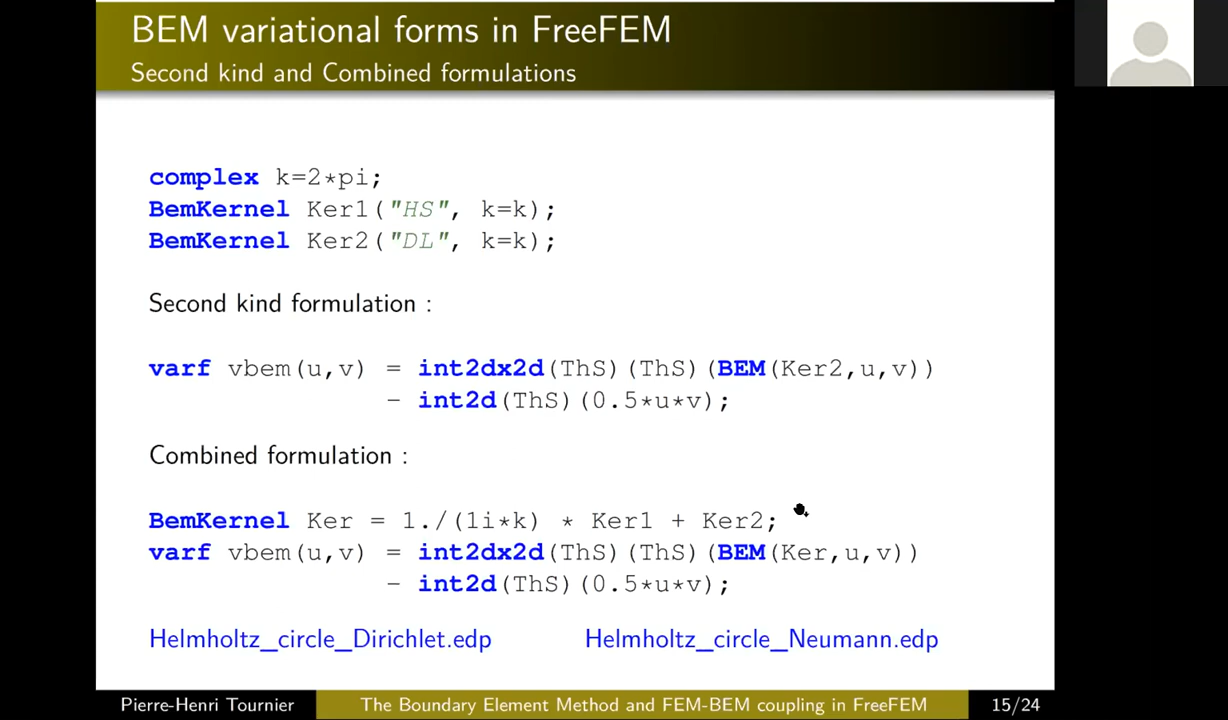 BEM variational forms in FreeFEM
Second kind and Combined formulations
complex k=2*pi;
BemKernel Ker1("HS", k=k);
BemKernel Ker2("DL", k=k);
Second kind formulation :
varf vbem(u,v) = int2dx2d(ThS)(ThS)(BEM(Ker2,u,v))
- int2d(ThS)(0.5*u*v);
Combined formulation :
BemKernel Ker = 1./(1i*k) * Ker1 + Ker2;
varf vbem(u,v) = int2dx2d(ThS)(ThS)(BEM(Ker,u,v))
- int2d(ThS)(0.5*u*v);
Helmholtz_circle_Dirichlet.edp Helmholtz_circle_Neumann.edp
Pierre-Henri Tournier The Boundary Element Method and FEM-BEM coupling in FreeFEM 15/24